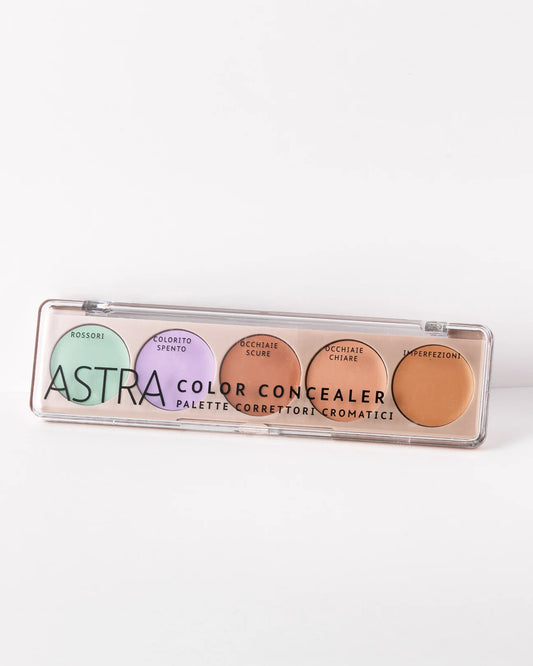 ROSSORI
COLORITO
SPENTO
OCCHIAIE
SCURE
OCCHIAIE
CHIARE
IMPERFEZIONI
ASTRA COLOR CONCEALER
PALETTE CORRETTORI CROMATICI